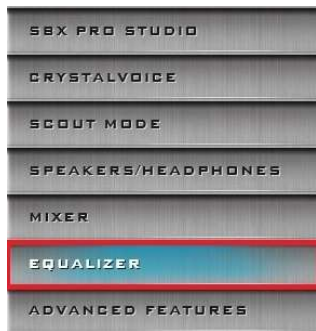 SBX PRO STUDIO
CRYSTALVOICE
SCOUT MODE
SPEAKERS/HEADPHONES
MIXER
EQUALIZER
ADVANCED FEATURES